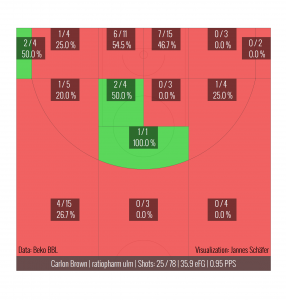 1 / 4 6 / 11 7 / 15 0 / 3
25.0 % 54.5 % 46.7 % 0.0 %
2 / 4 0 / 2
50.0 % 0.0 %
1 / 5 2 / 4 0 / 3 1 / 4
20.0 % 50.0 % 0.0 % 25.0 %
1 / 1
100.0 %
4 / 15 0 / 3 0 / 4
26.7 % 0.0 % 0.0 %
Data: Beko BBL Visualization: Jannes Schäfer
Carlon Brown | ratiopharm ulm | Shots: 25 / 78 | 35.9 eFG | 0.95 PPS